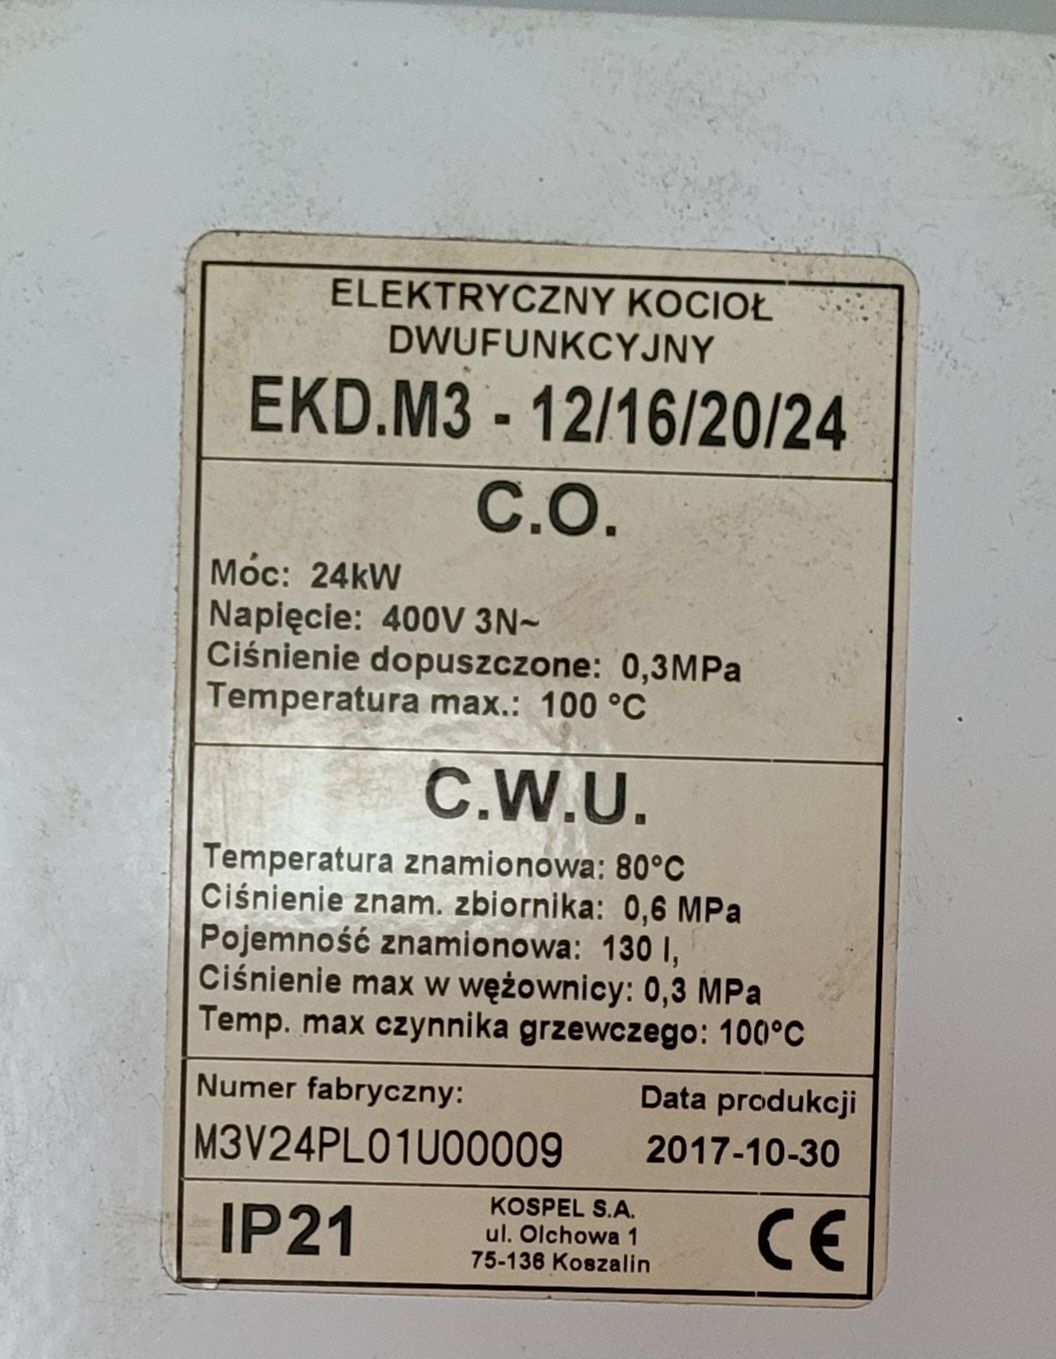 ELEKTRYCZNY KOCIOŁ
DWUFUNKCYJNY
EKD.M3 - 12/16/20/24
C.O.
Moc: 24kW
Napięcie: 400V 3N~
Ciśnienie dopuszczone: 0,3MPa
Temperatura max.: 100 °C
C.W.U.
Temperatura znamionowa: 80°C
Ciśnienie znam. zbiornika: 0,6 MPa
Pojemność znamionowa: 130 l,
Ciśnienie max w wężownicy: 0,3 MPa
Temp. max czynnika grzewczego: 100°C
Numer fabryczny: Data produkcji
M3V24PL01U00009 2017-10-30
IP21
KOSPEL S.A.
ul. Olchowa 1
75-136 Koszalin
CE